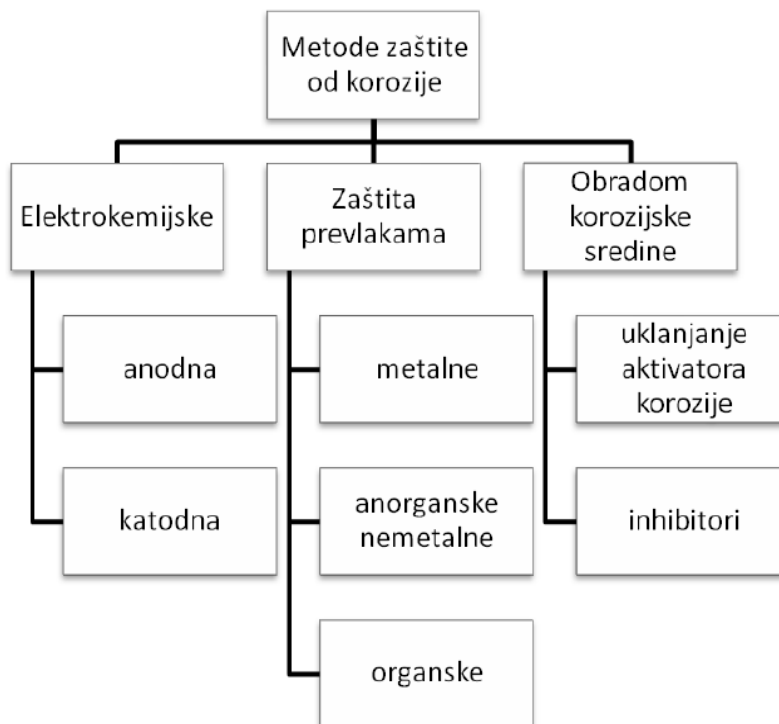 Metode zaštite
od korozije
Elektrokemijske
Zaštita
prevlakama
Obradom
korozijske
sredine
anodna
katodna
metalne
anorganske
nemetalne
organske
uklanjanje
aktivatora
korozije
inhibitori